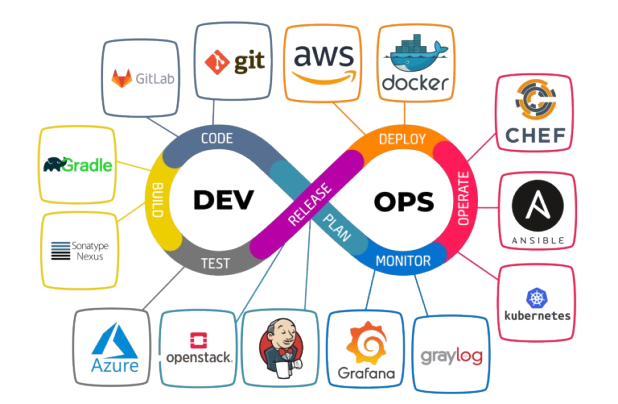 GitLab
git
aws
docker
CODE
DEPLOY
CHEF
Gradle
BUILD
DEV
RELEASE
OPS
OPERATE
ANSIBLE
Sonatype
Nexus
TEST
PLAN
MONITOR
kubernetes
Azure
openstack.
Grafana
graylog